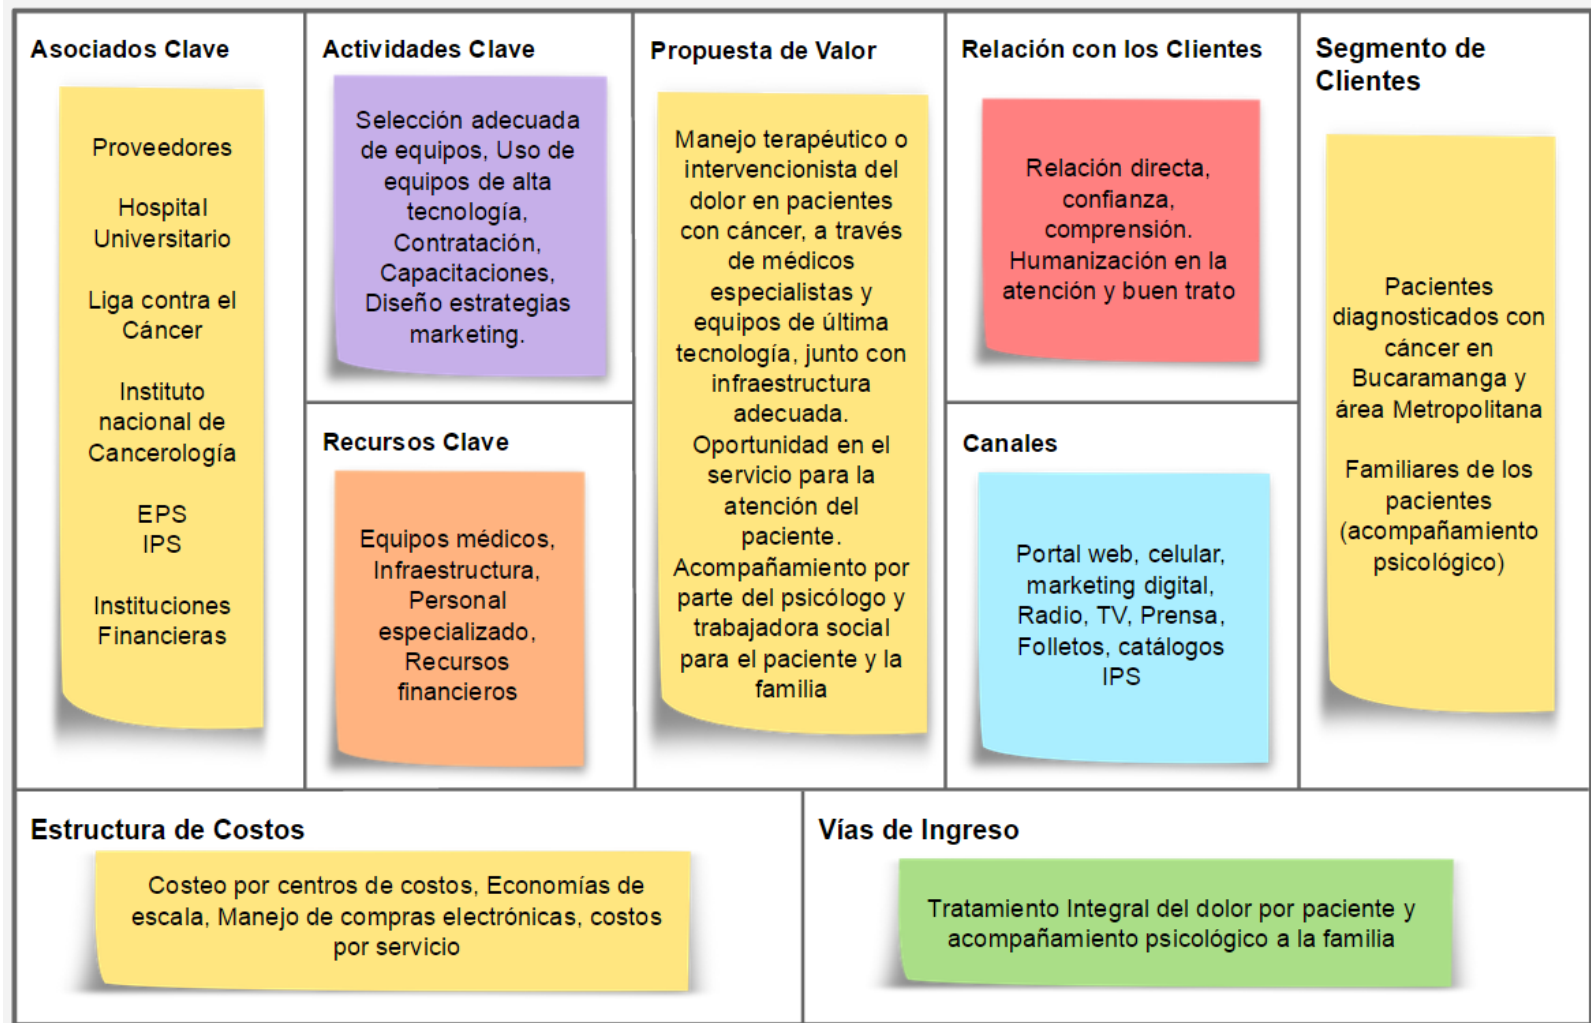 Asociados Clave
Proveedores
Hospital
Universitario
Liga contra el
Cáncer
Instituto
nacional de
Cancerología
EPS
IPS
Instituciones
Financieras
Actividades Clave
Selección adecuada
de equipos, Uso de
equipos de alta
tecnología,
Contratación,
Capacitaciones,
Diseño estrategias
marketing.
Recursos Clave
Equipos médicos,
Infraestructura,
Personal
especializado,
Recursos
financieros
Propuesta de Valor
Manejo terapéutico o
intervencionista del
dolor en pacientes
con cáncer, a través
de médicos
especialistas y
equipos de última
tecnología, junto con
infraestructura
adecuada.
Oportunidad en el
servicio para la
atención del
paciente.
Acompañamiento por
parte del psicólogo y
trabajadora social
para el paciente y la
familia
Relación con los Clientes
Relación directa,
confianza,
comprensión.
Humanización en la
atención y buen trato
Canales
Portal web, celular,
marketing digital,
Radio, TV, Prensa,
Folletos, catálogos
IPS
Segmento de
Clientes
Pacientes
diagnosticados con
cáncer en
Bucaramanga y
área Metropolitana
Familiares de los
pacientes
(acompañamiento
psicológico)
Estructura de Costos
Costeo por centros de costos, Economías de
escala, Manejo de compras electrónicas, costos
por servicio
Vías de Ingreso
Tratamiento Integral del dolor por paciente y
acompañamiento psicológico a la familia